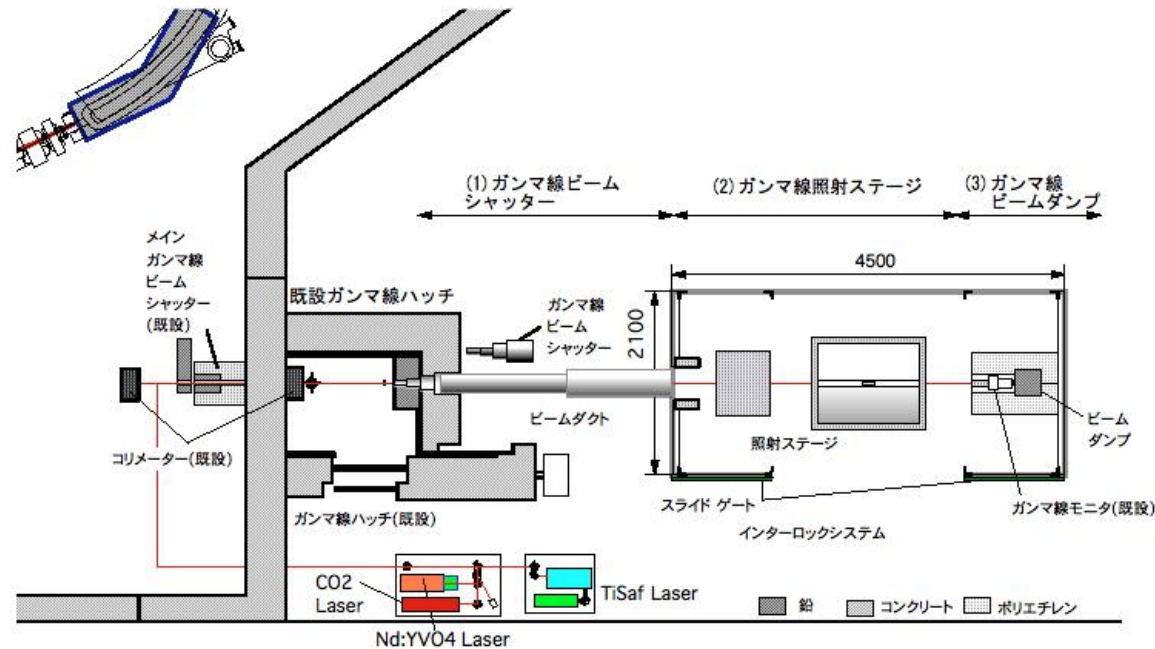 (1) ガンマ線ビーム
シャッター
(2) ガンマ線照射ステージ
(3) ガンマ線
ビームダンプ
メイン
ガンマ線
ビーム
シャッター
(既設)
既設ガンマ線ハッチ
ガンマ線
ビーム
シャッター
4500
2100
ビームダクト
照射ステージ
ビーム
ダンプ
コリメーター(既設)
ガンマ線ハッチ(既設)
スライド ゲート
インターロックシステム
ガンマ線モニタ(既設)
CO2
Laser
TiSaf Laser
Nd:YVO4 Laser
鉛
コンクリート
ポリエチレン